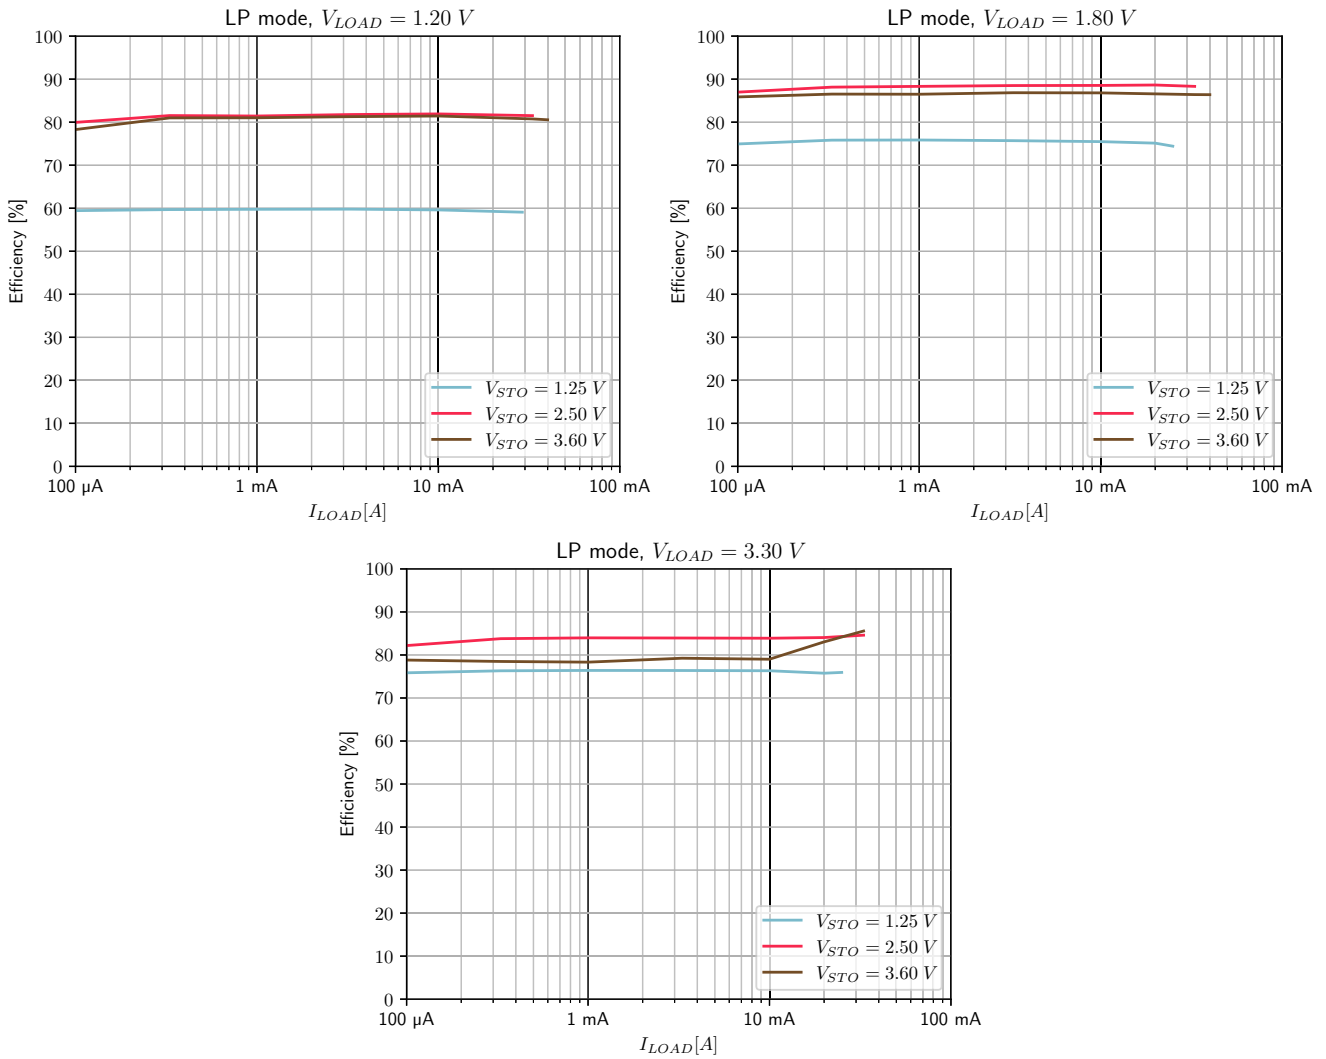 LP mode, V_LOAD = 1.20 V
100
90
80
70
60
50
40
30
20
10
0
Efficiency [%]
V_STO = 1.25 V
V_STO = 2.50 V
V_STO = 3.60 V
100 µA 1 mA 10 mA 100 mA
I_LOAD[A]
LP mode, V_LOAD = 1.80 V
100
90
80
70
60
50
40
30
20
10
0
Efficiency [%]
V_STO = 1.25 V
V_STO = 2.50 V
V_STO = 3.60 V
100 µA 1 mA 10 mA 100 mA
I_LOAD[A]
LP mode, V_LOAD = 3.30 V
100
90
80
70
60
50
40
30
20
10
0
Efficiency [%]
V_STO = 1.25 V
V_STO = 2.50 V
V_STO = 3.60 V
100 µA 1 mA 10 mA 100 mA
I_LOAD[A]